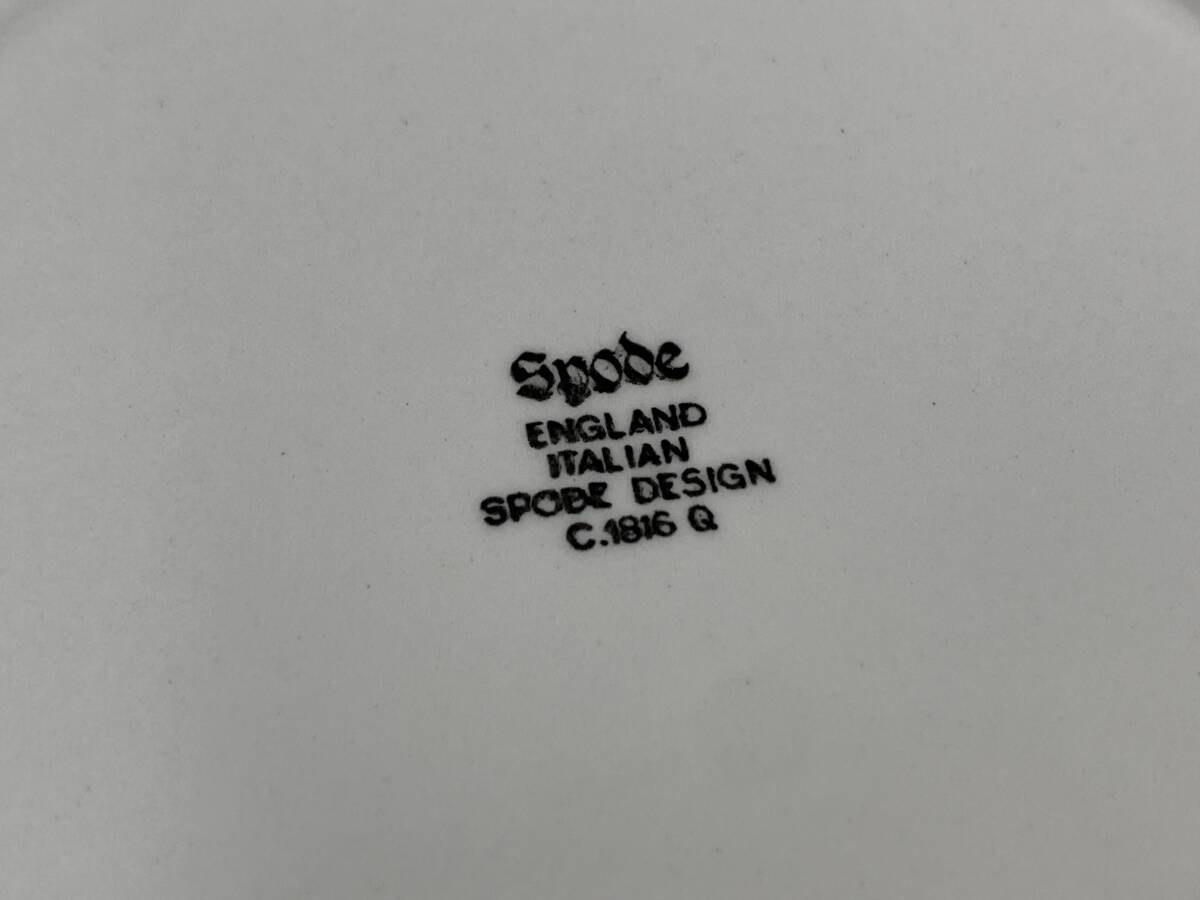 Spode
ENGLAND
ITALIAN
SPODE DESIGN
C.1816 Q